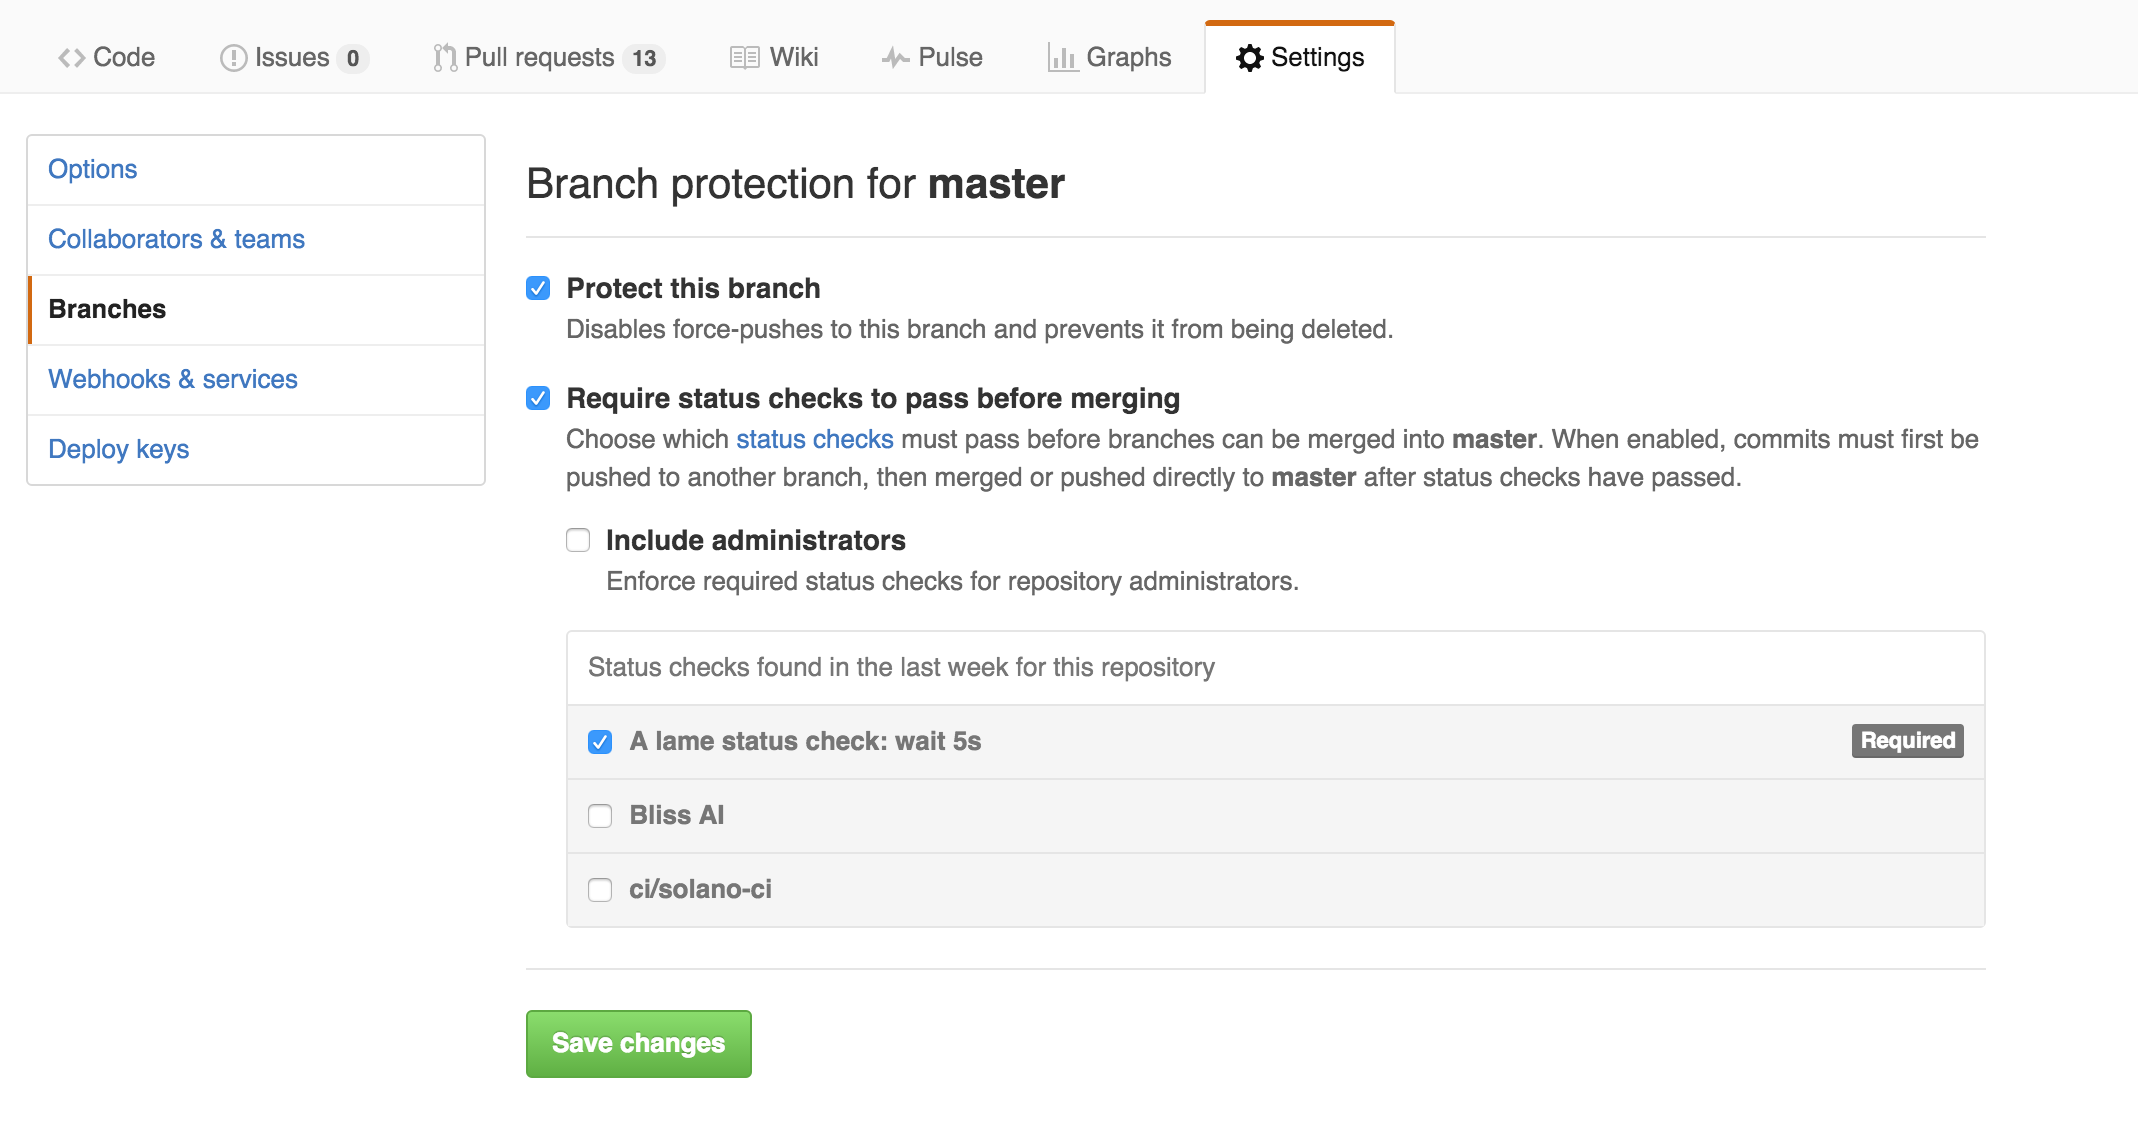 Code Issues 0 Pull requests 13 Wiki Pulse Graphs Settings
Options
Collaborators & teams
Branches
Webhooks & services
Deploy keys
Branch protection for master
Protect this branch
Disables force-pushes to this branch and prevents it from being deleted.
Require status checks to pass before merging
Choose which status checks must pass before branches can be merged into master. When enabled, commits must first be
pushed to another branch, then merged or pushed directly to master after status checks have passed.
Include administrators
Enforce required status checks for repository administrators.
Status checks found in the last week for this repository
A lame status check: wait 5s Required
Bliss AI
ci/solano-ci
Save changes